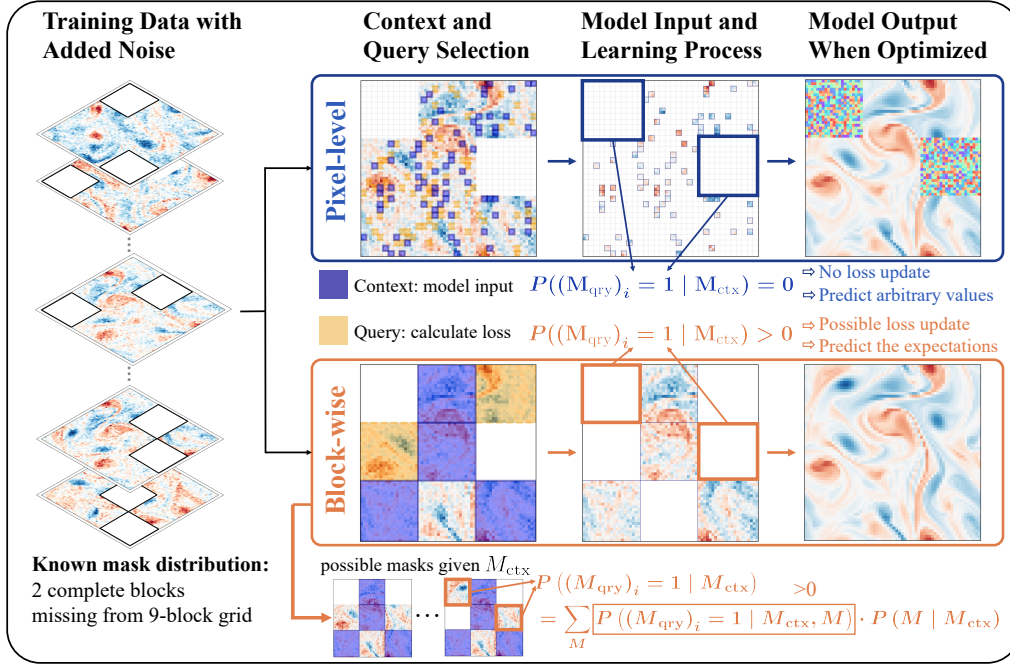 Training Data with
Added Noise
Context and
Query Selection
Model Input and
Learning Process
Model Output
When Optimized
Pixel-level
Context: model input
P((M_qry)_i = 1 | M_ctx) = 0
⇨ No loss update
⇨ Predict arbitrary values
Query: calculate loss
P((M_qry)_i = 1 | M_ctx) > 0
⇨ Possible loss update
⇨ Predict the expectations
Block-wise
Known mask distribution:
2 complete blocks
missing from 9-block grid
possible masks given M_ctx
...
P ((M_qry)_i = 1 | M_ctx)
>0
= ∑_M P ((M_qry)_i = 1 | M_ctx, M) · P (M | M_ctx)